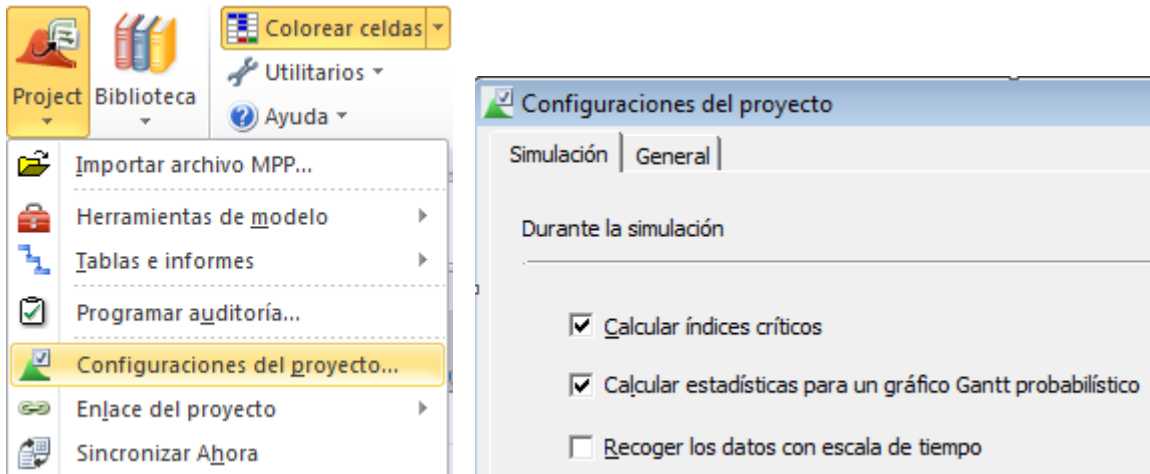 Project
Biblioteca
Colorear celdas
Utilitarios
Ayuda
Importar archivo MPP...
Herramientas de modelo
Tablas e informes
Programar auditoría...
Configuraciones del proyecto...
Enlace del proyecto
Sincronizar Ahora
Configuraciones del proyecto
Simulación General
Durante la simulación
Calcular índices críticos
Calcular estadísticas para un gráfico Gantt probabilístico
Recoger los datos con escala de tiempo